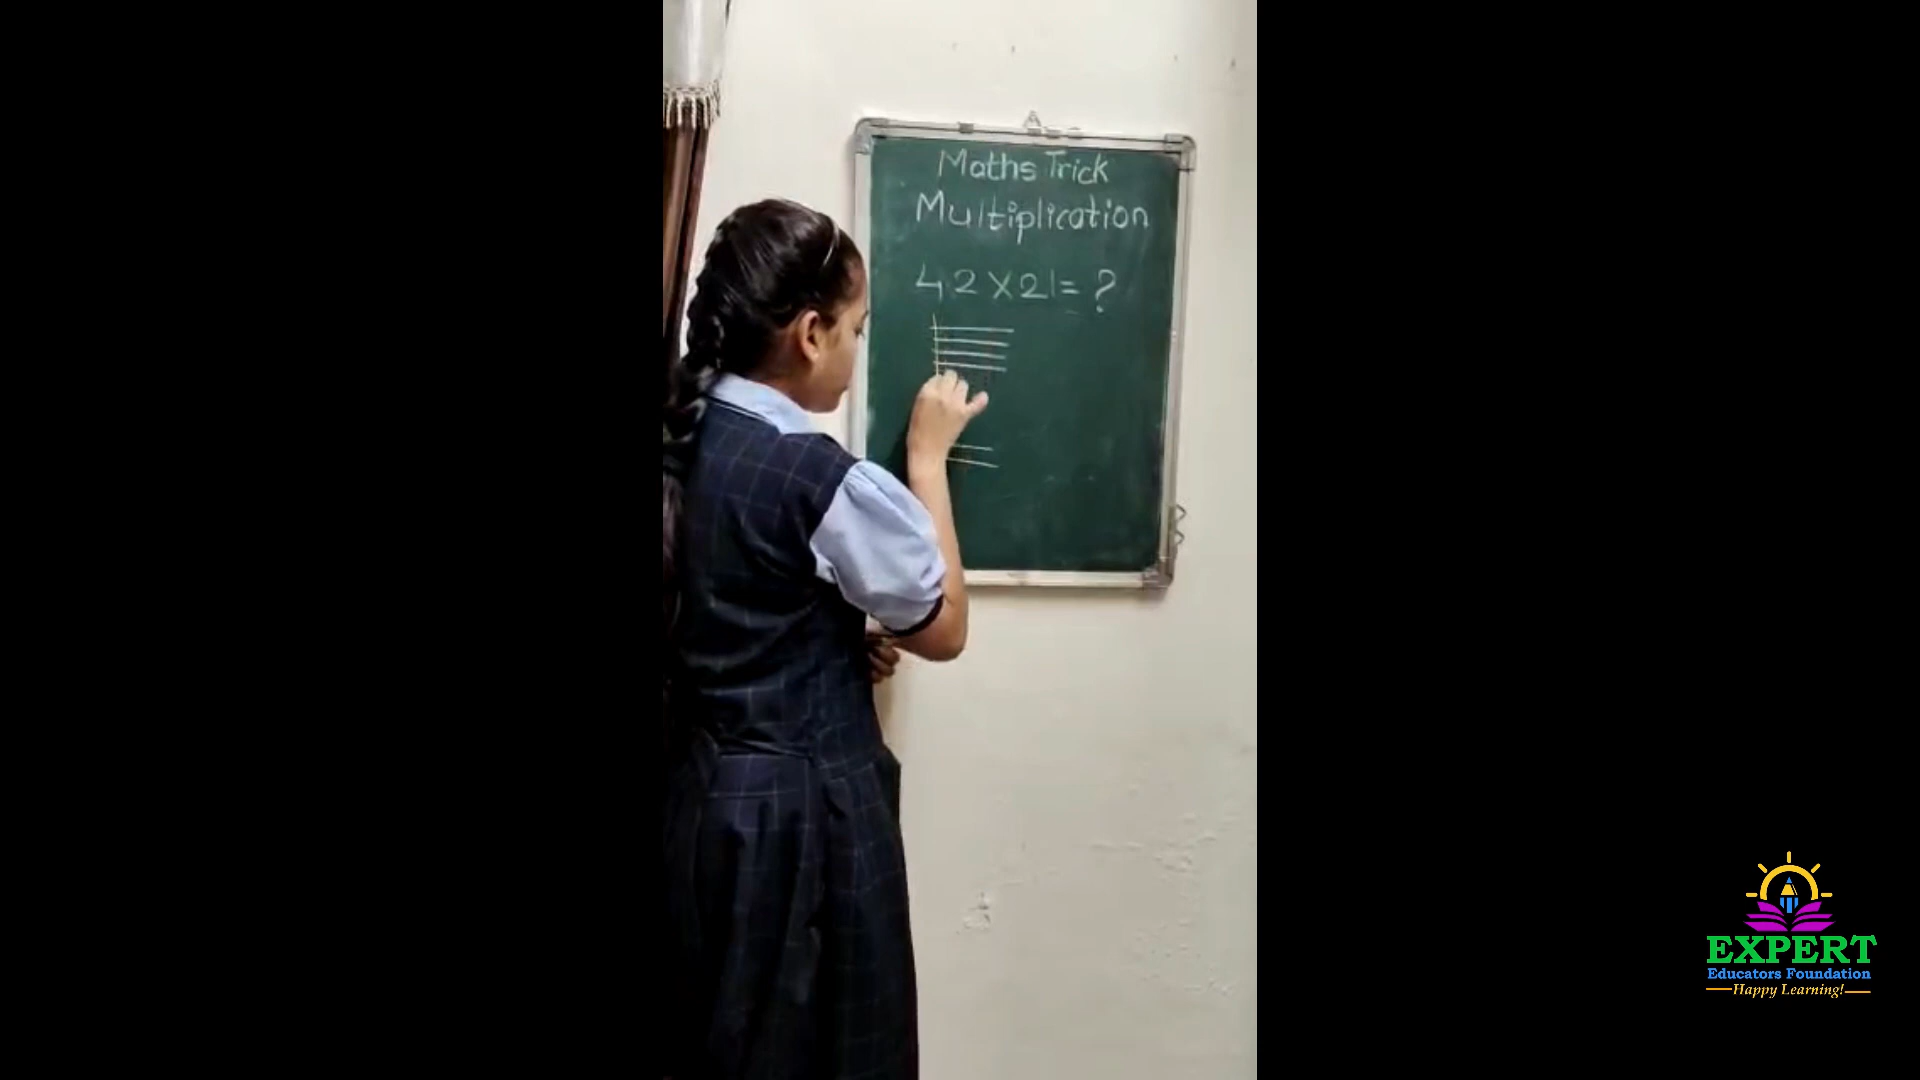 Maths Trick
Multiplication
42 X 21 = ?
EXPERT
Educators Foundation
Happy Learning!